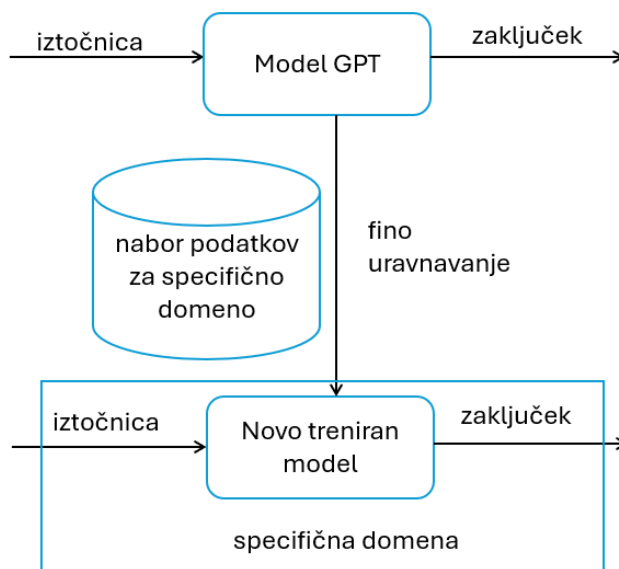 iztočnica
Model GPT
zaključek
nabor podatkov
za specifično
domeno
fino
uravnavanje
iztočnica
Novo treniran
model
zaključek
specifična domena